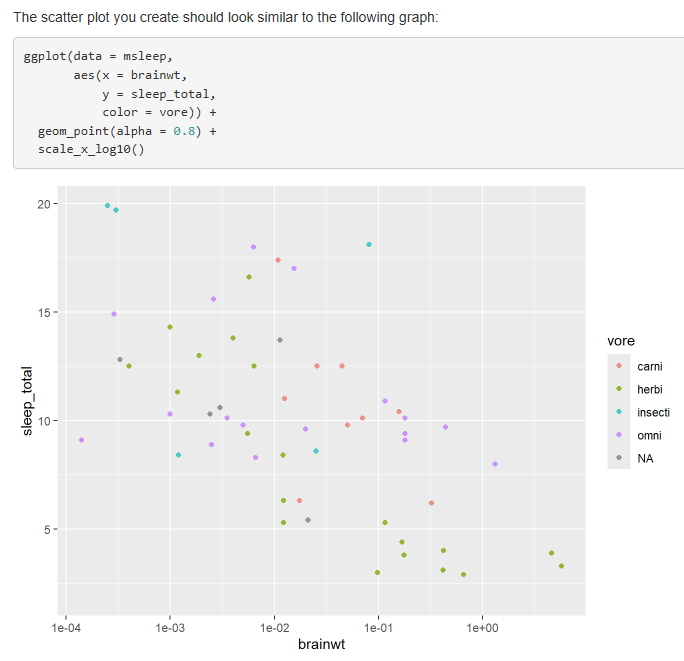 The scatter plot you create should look similar to the following graph:
ggplot(data = msleep,
aes(x = brainwt,
y = sleep_total,
color = vore)) +
geom_point(alpha = 0.8) +
scale_x_log10()
20
15
10
5
sleep_total
1e-04 1e-03 1e-02 1e-01 1e+00
brainwt
vore
carni
herbi
insecti
omni
NA